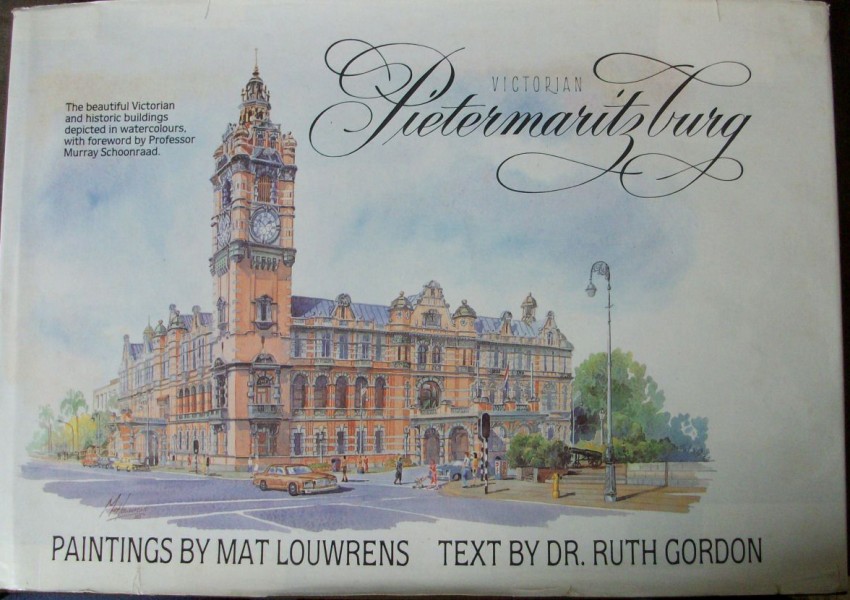 VICTORIAN
Pietermaritzburg
The beautiful Victorian
and historic buildings
depicted in watercolours,
with foreword by Professor
Murray Schoonraad.
PAINTINGS BY MAT LOUWRENS TEXT BY DR. RUTH GORDON